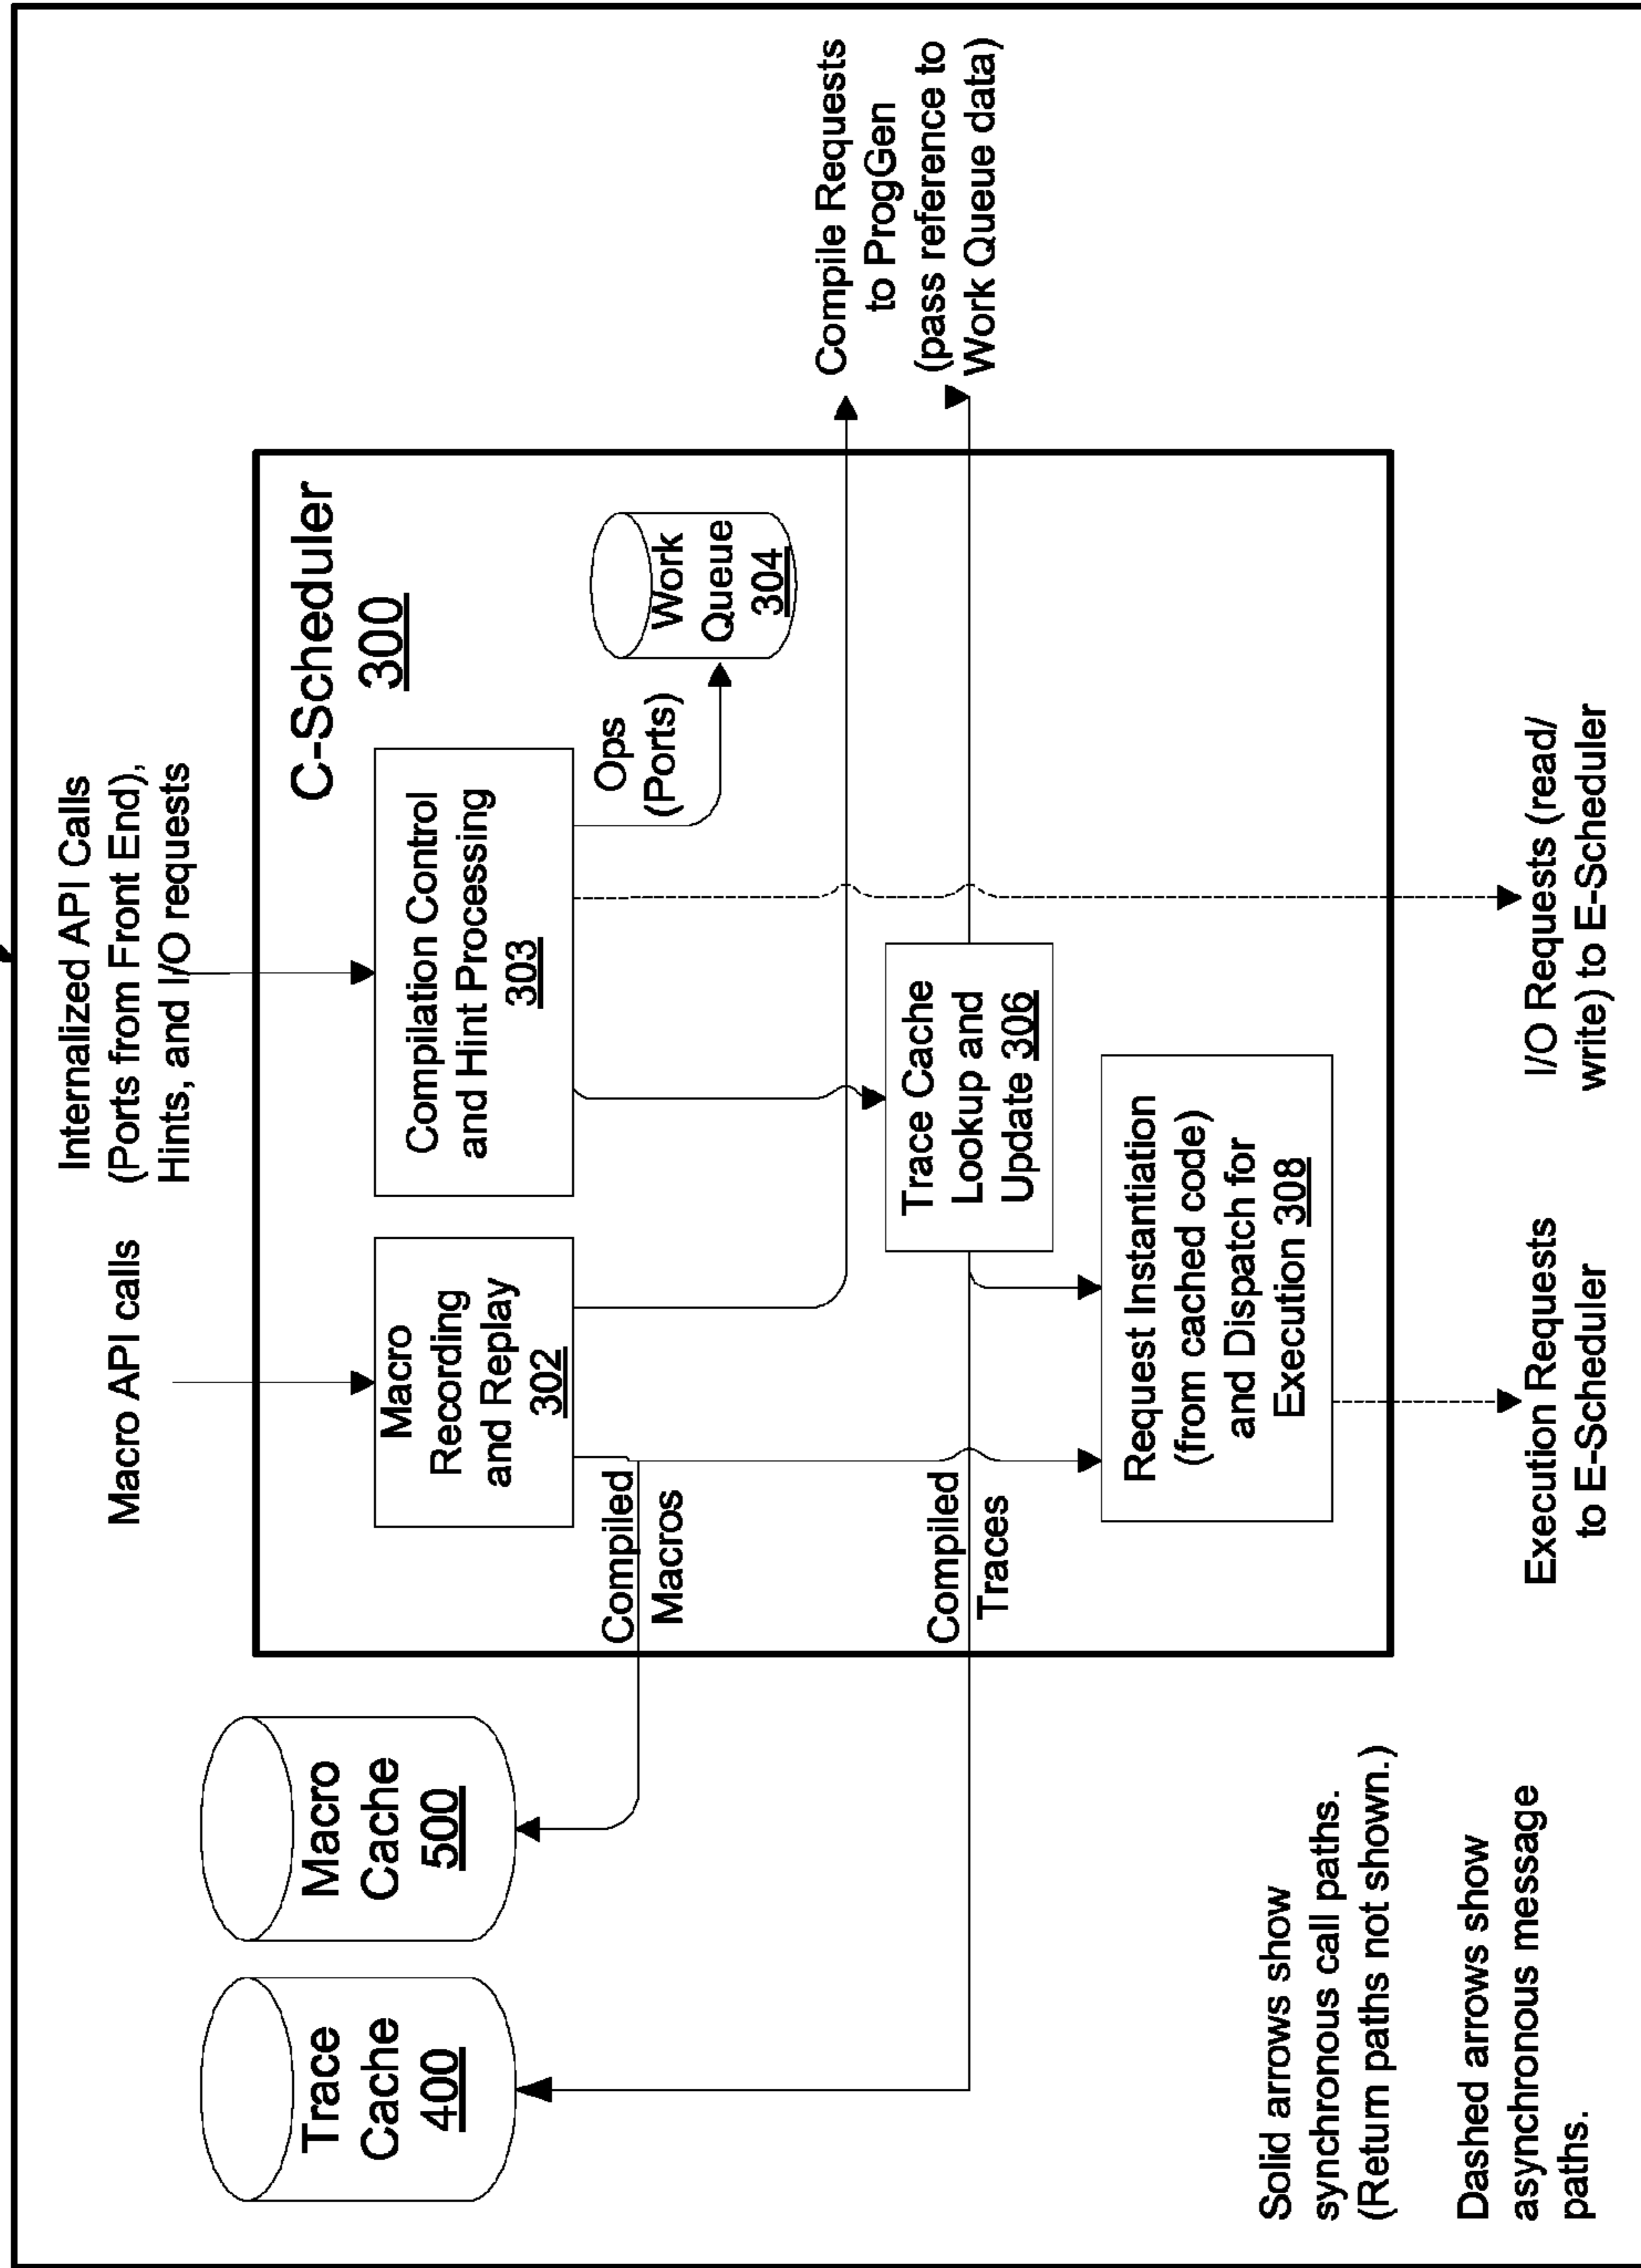 Macro API calls
Internalized API Calls
(Ports from Front End),
Hints, and I/O requests
Trace
Cache
400
Macro
Cache
500
C-Scheduler
300
Macro
Recording
and Replay
302
Compilation Control
and Hint Processing
303
Ops
(Ports)
Work
Queue
304
Compiled
Macros
Compile Requests
to ProgGen
(pass reference to
Work Queue data)
Trace Cache
Lookup and
Update 306
Compiled
Traces
Request Instantiation
(from cached code)
and Dispatch for
Execution 308
Solid arrows show
synchronous call paths.
(Return paths not shown.)
Dashed arrows show
asynchronous message
paths.
Execution Requests
to E-Scheduler
I/O Requests (read/
write) to E-Scheduler